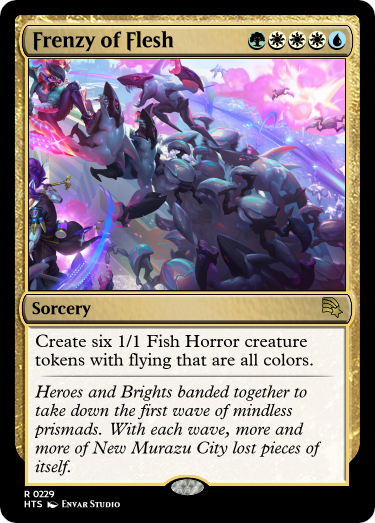 Frenzy of Flesh
Sorcery
Create six 1/1 Fish Horror creature
tokens with flying that are all colors.
Heroes and Brights banded together to
take down the first wave of mindless
prismads. With each wave, more and
more of New Murazu City lost pieces of
itself.
R 0229
HTS Envar Studio